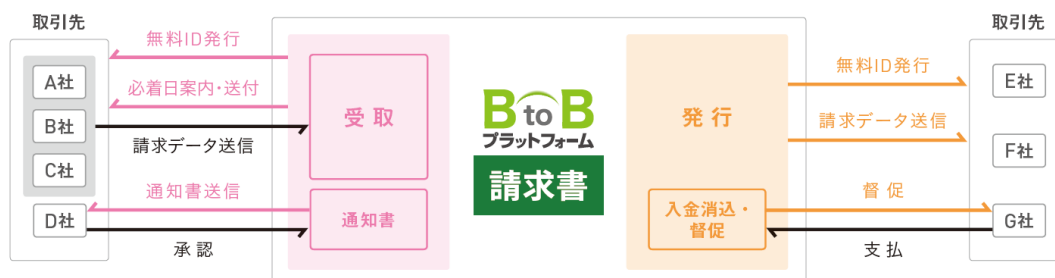 取引先
A社
B社
C社
D社
無料ID発行
必着日案内・送付
請求データ送信
通知書送信
承認
受取
通知書
BtoB
プラットフォーム
請求書
発行
入金消込・
督促
無料ID発行
請求データ送信
督促
支払
取引先
E社
F社
G社